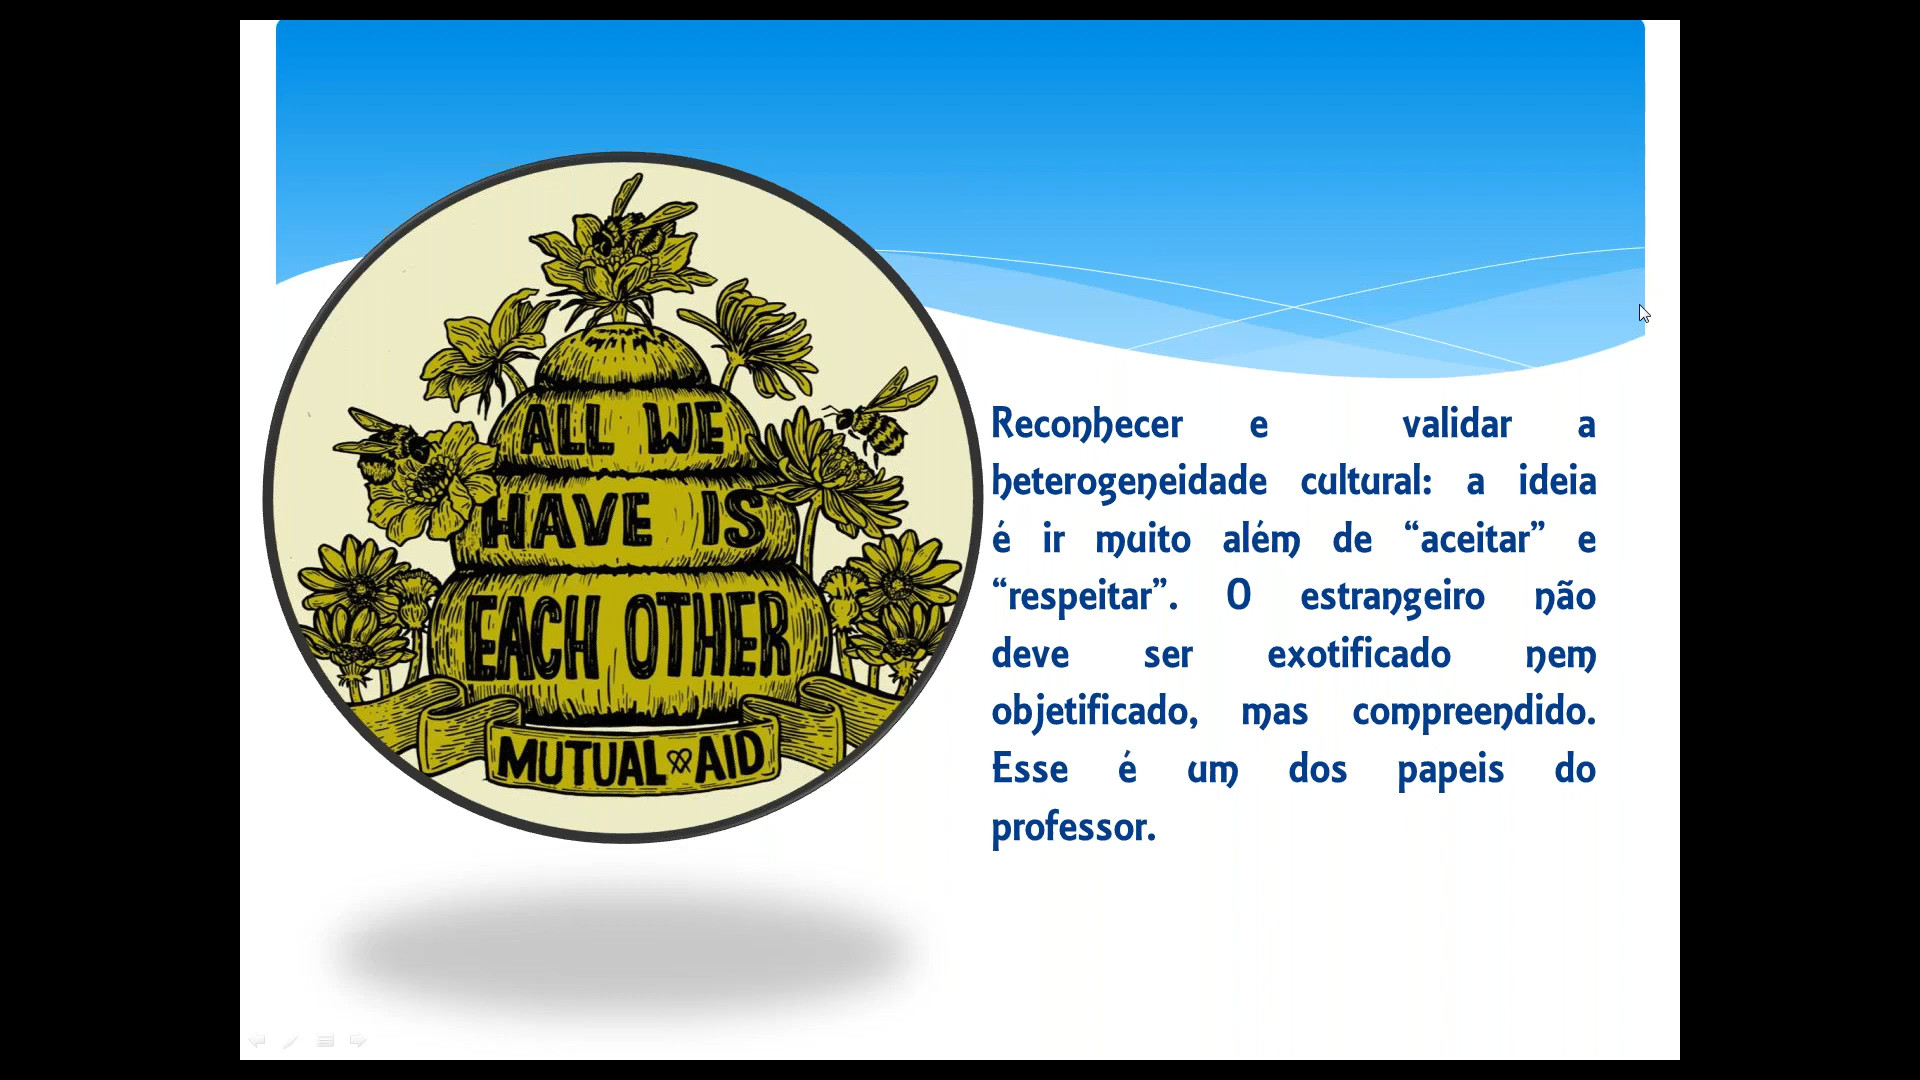 ALL WE
HAVE IS
EACH OTHER
MUTUAL AID
Reconhecer e validar a
heterogeneidade cultural: a ideia
é ir muito além de “aceitar” e
“respeitar”. O estrangeiro não
deve ser exotificado nem
objetificado, mas compreendido.
Esse é um dos papeis do
professor.